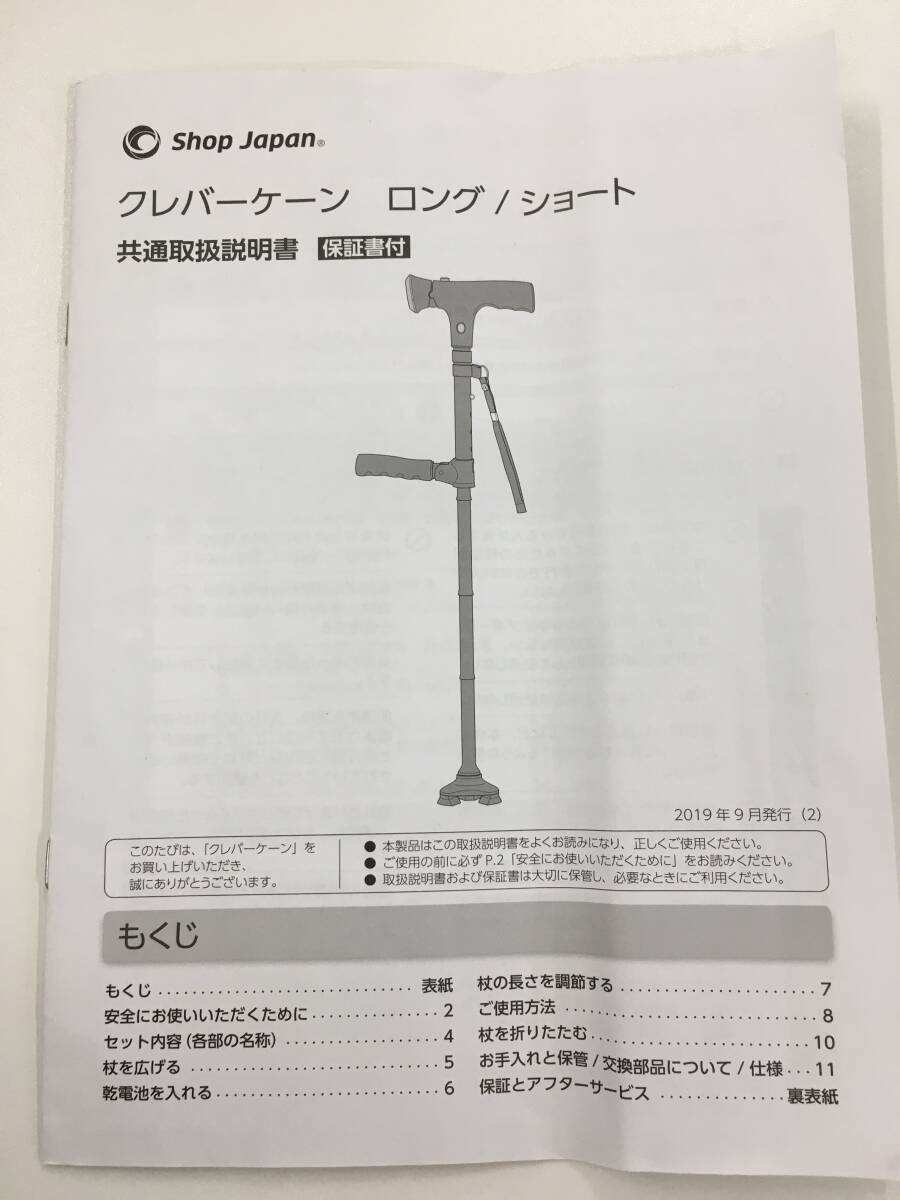 Shop Japan®
クレバーケーン ロング / ショート
共通取扱説明書 保証書付
2019年9月発行（2）
このたびは、「クレバーケーン」を
お買い上げいただき、
誠にありがとうございます。
● 本製品はこの取扱説明書をよくお読みになり、正しくご使用ください。
● ご使用の前に必ずP.2「安全にお使いいただくために」をお読みください。
● 取扱説明書および保証書は大切に保管し、必要なときにご利用ください。
もくじ
もくじ .............................. 表紙
安全にお使いいただくために ............... 2
セット内容（各部の名称） .................. 4
杖を広げる .............................. 5
乾電池を入れる ........................... 6
杖の長さを調節する ....................... 7
ご使用方法 .............................. 8
杖を折りたたむ .......................... 10
お手入れと保管 / 交換部品について / 仕様 ... 11
保証とアフターサービス ............... 裏表紙